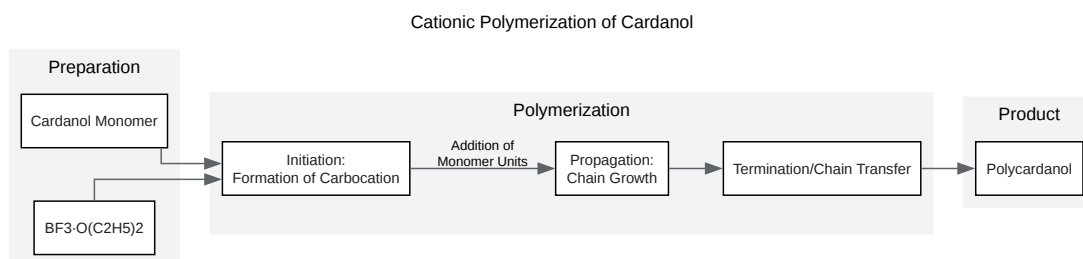 Cationic Polymerization of Cardanol
Preparation
Cardanol Monomer
BF3·O(C2H5)2
Polymerization
Initiation:
Formation of Carbocation
Addition of
Monomer Units
Propagation:
Chain Growth
Termination/Chain Transfer
Product
Polycardanol